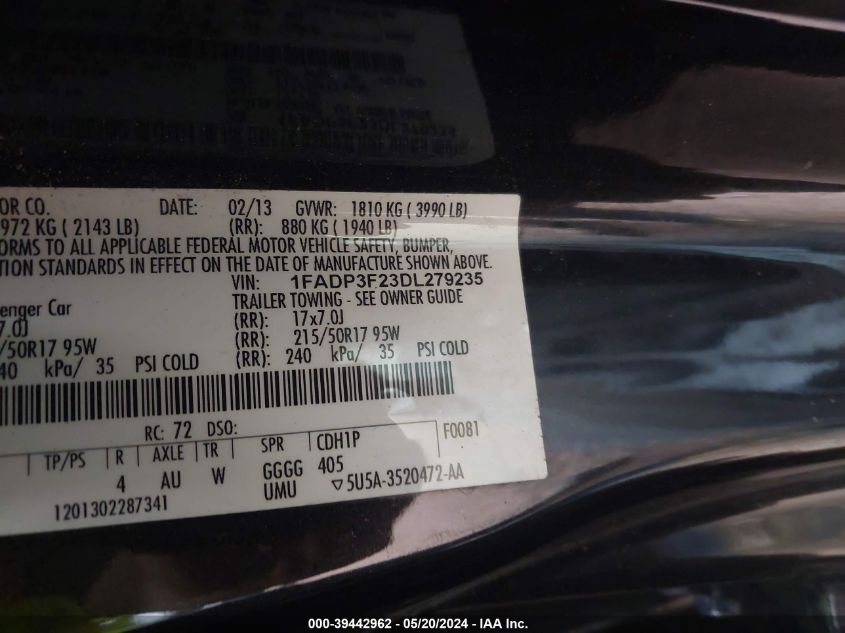 OR CO. DATE: 02/13 GVWR: 1810 KG ( 3990 LB)
972 KG ( 2143 LB) (RR): 880 KG ( 1940 LB)
ORMS TO ALL APPLICABLE FEDERAL MOTOR VEHICLE SAFETY, BUMPER,
TION STANDARDS IN EFFECT ON THE DATE OF MANUFACTURE SHOWN ABOVE.
VIN: 1FADP3F23DL279235
enger Car TRAILER TOWING - SEE OWNER GUIDE
7.0J (RR): 17x7.0J
/50R17 95W (RR): 215/50R17 95W
40 kPa/ 35 PSI COLD (RR): 240 kPa/ 35 PSI COLD
RC: 72 DSO:
TP/PS R AXLE TR SPR CDH1P F0081
4 AU W GGGG 405
UMU ▽5U5A-3520472-AA
1201302287341
000-39442962 - 05/20/2024 - IAA Inc.